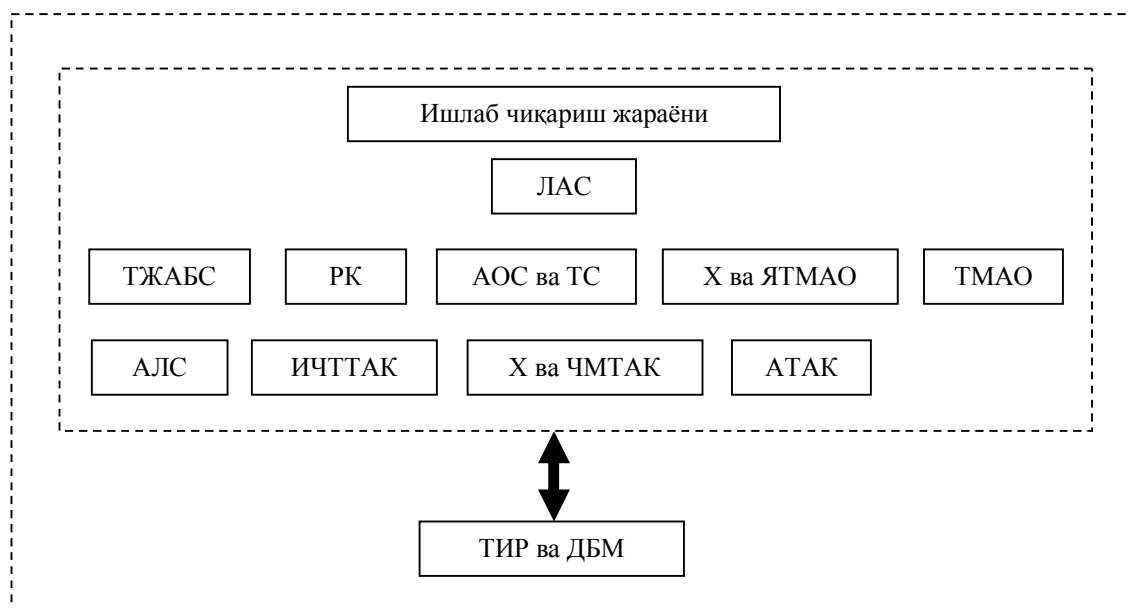 Ишлаб чиқариш жараёни
ЛАС
ТЖАБС
РК
АОС ва ТС
Х ва ЯТМАО
ТМАО
АЛС
ИЧТТАК
Х ва ЧМТАК
АТАК
ТИР ва ДБМ